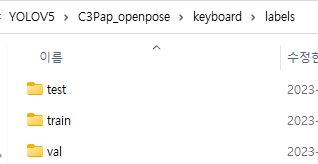 YOLOV5 > C3Pap_openpose > keyboard > labels
이름 수정한
test 2023-
train 2023-
val 2023-